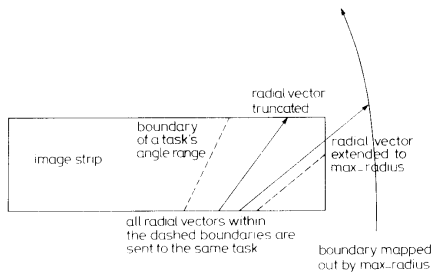 radial vector
truncated
boundary
of a task's
angle range
image strip
radial vector
extended to
max_radius
all radial vectors within
the dashed boundaries are
sent to the same task
boundary mapped
out by max_radius